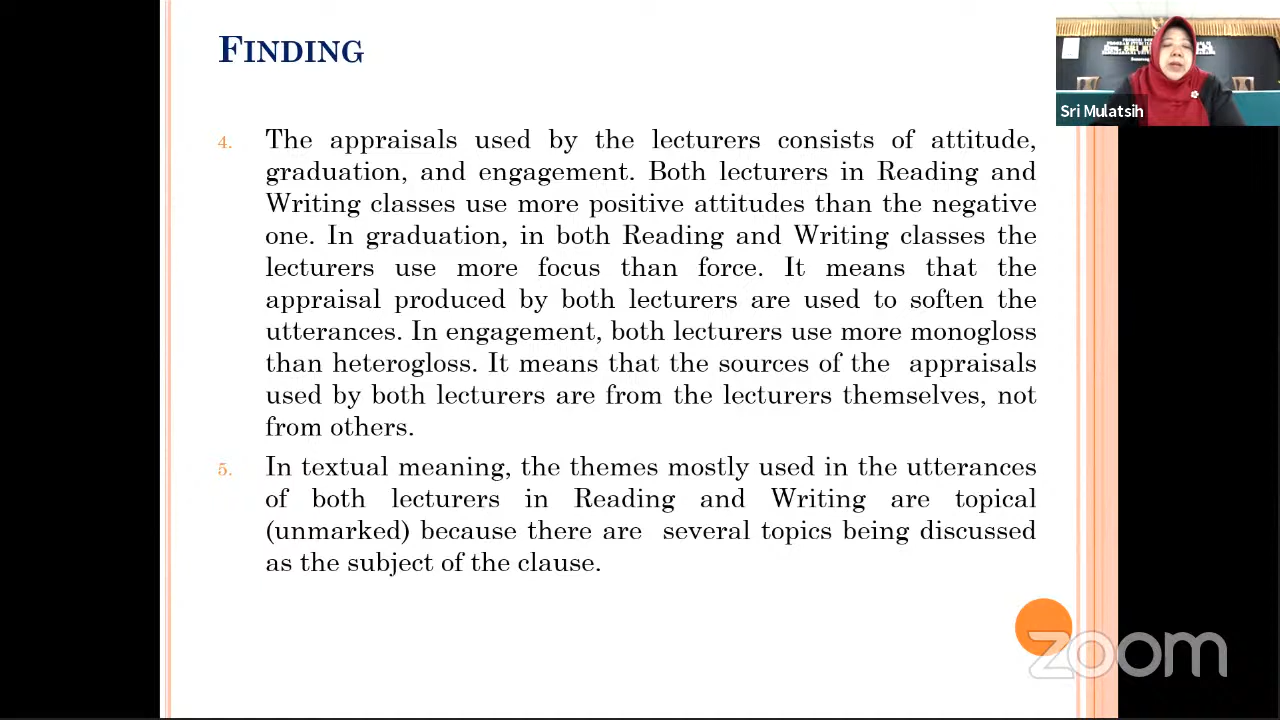 FINDING
4. The appraisals used by the lecturers consists of attitude,
graduation, and engagement. Both lecturers in Reading and
Writing classes use more positive attitudes than the negative
one. In graduation, in both Reading and Writing classes the
lecturers use more focus than force. It means that the
appraisal produced by both lecturers are used to soften the
utterances. In engagement, both lecturers use more monogloss
than heterogloss. It means that the sources of the appraisals
used by both lecturers are from the lecturers themselves, not
from others.
5. In textual meaning, the themes mostly used in the utterances
of both lecturers in Reading and Writing are topical
(unmarked) because there are several topics being discussed
as the subject of the clause.
Sri Mulatsih
zoom